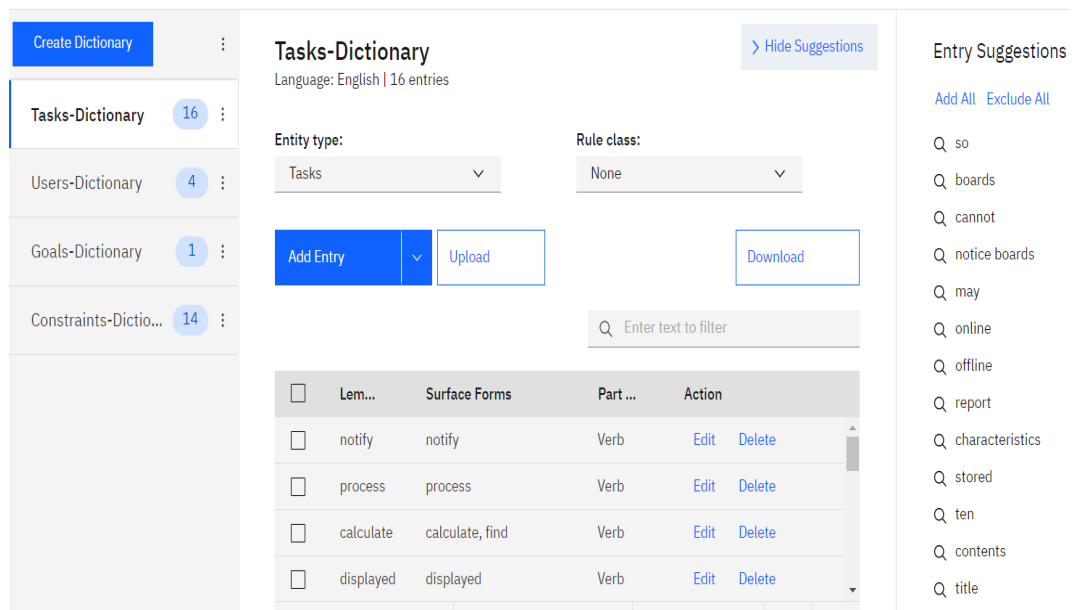 Create Dictionary
Tasks-Dictionary 16
Users-Dictionary 4
Goals-Dictionary 1
Constraints-Dictio... 14
Tasks-Dictionary
Language: English | 16 entries
Hide Suggestions
Entity type:
Tasks
Rule class:
None
Add Entry
Upload
Download
Enter text to filter
Lem... Surface Forms Part ... Action
notify notify Verb Edit Delete
process process Verb Edit Delete
calculate calculate, find Verb Edit Delete
displayed displayed Verb Edit Delete
Entry Suggestions
Add All Exclude All
so
boards
cannot
notice boards
may
online
offline
report
characteristics
stored
ten
contents
title